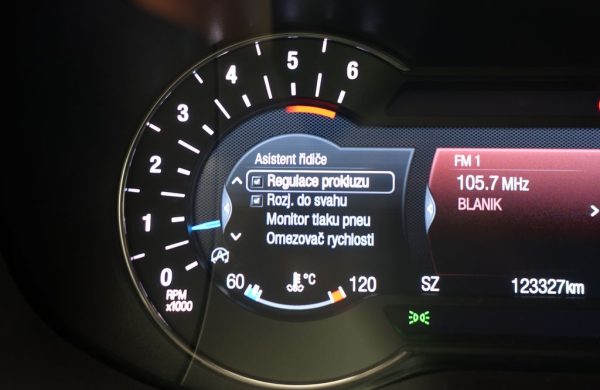 6
5
4
3
2
1
0
RPM
x1000
Asistent řidiče
Regulace prokluzu
Rozj. do svahu
Monitor tlaku pneu
Omezovač rychlosti
60 °C 120
FM 1
105.7 MHz
BLANIK
SZ 123327km